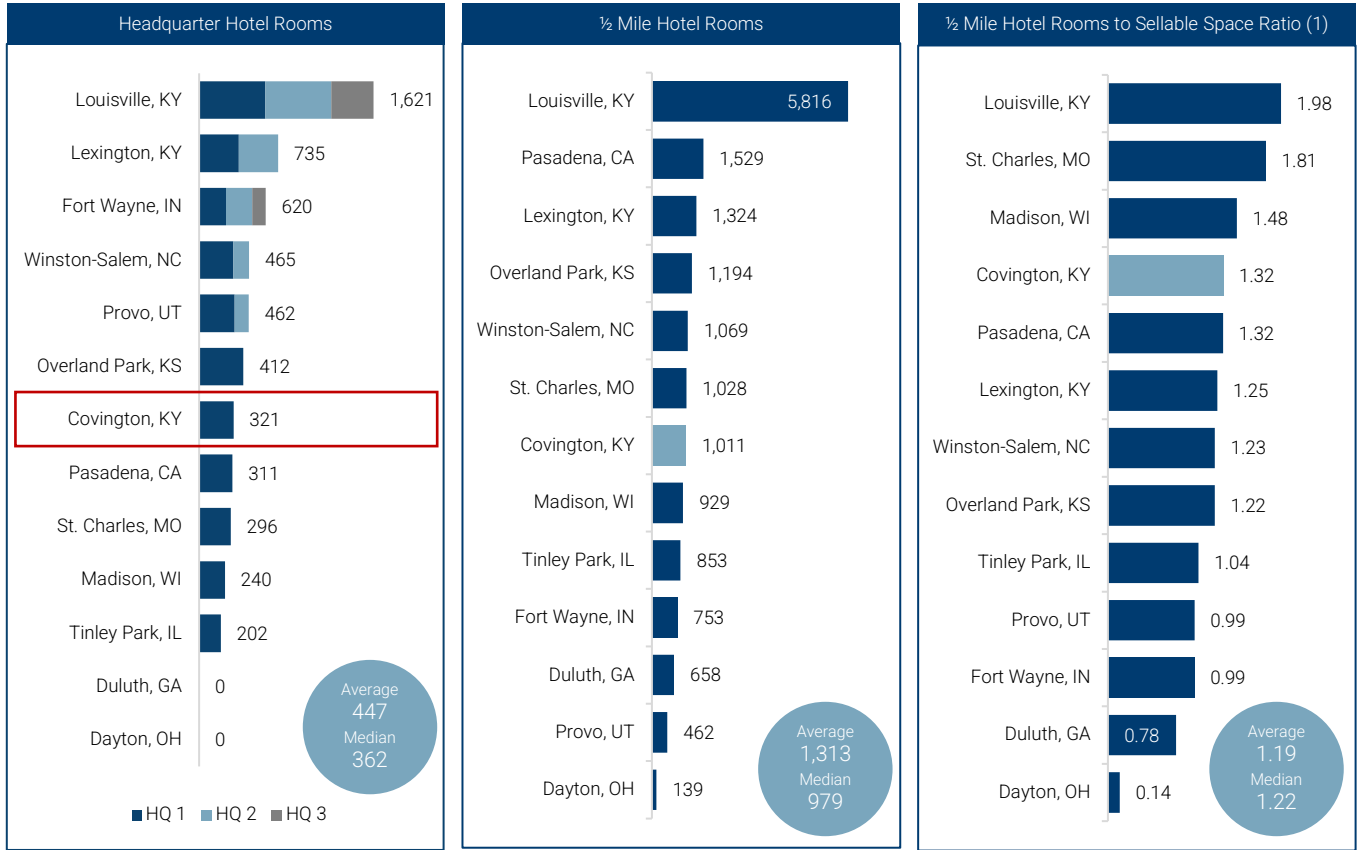 Headquarter Hotel Rooms
Louisville, KY 1,621
Lexington, KY 735
Fort Wayne, IN 620
Winston-Salem, NC 465
Provo, UT 462
Overland Park, KS 412
Covington, KY 321
Pasadena, CA 311
St. Charles, MO 296
Madison, WI 240
Tinley Park, IL 202
Duluth, GA 0
Dayton, OH 0
Average
447
Median
362
HQ 1 HQ 2 HQ 3
½ Mile Hotel Rooms
Louisville, KY 5,816
Pasadena, CA 1,529
Lexington, KY 1,324
Overland Park, KS 1,194
Winston-Salem, NC 1,069
St. Charles, MO 1,028
Covington, KY 1,011
Madison, WI 929
Tinley Park, IL 853
Fort Wayne, IN 753
Duluth, GA 658
Provo, UT 462
Dayton, OH 139
Average
1,313
Median
979
½ Mile Hotel Rooms to Sellable Space Ratio (1)
Louisville, KY 1.98
St. Charles, MO 1.81
Madison, WI 1.48
Covington, KY 1.32
Pasadena, CA 1.32
Lexington, KY 1.25
Winston-Salem, NC 1.23
Overland Park, KS 1.22
Tinley Park, IL 1.04
Provo, UT 0.99
Fort Wayne, IN 0.99
Duluth, GA 0.78
Dayton, OH 0.14
Average
1.19
Median
1.22